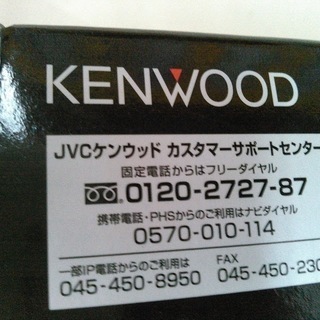 KENWOOD
JVCケンウッド カスタマーサポートセンター
固定電話からはフリーダイヤル
0120-2727-87
携帯電話・PHSからのご利用はナビダイヤル
0570-010-114
一部IP電話からのご利用は FAX
045-450-8950 045-450-230